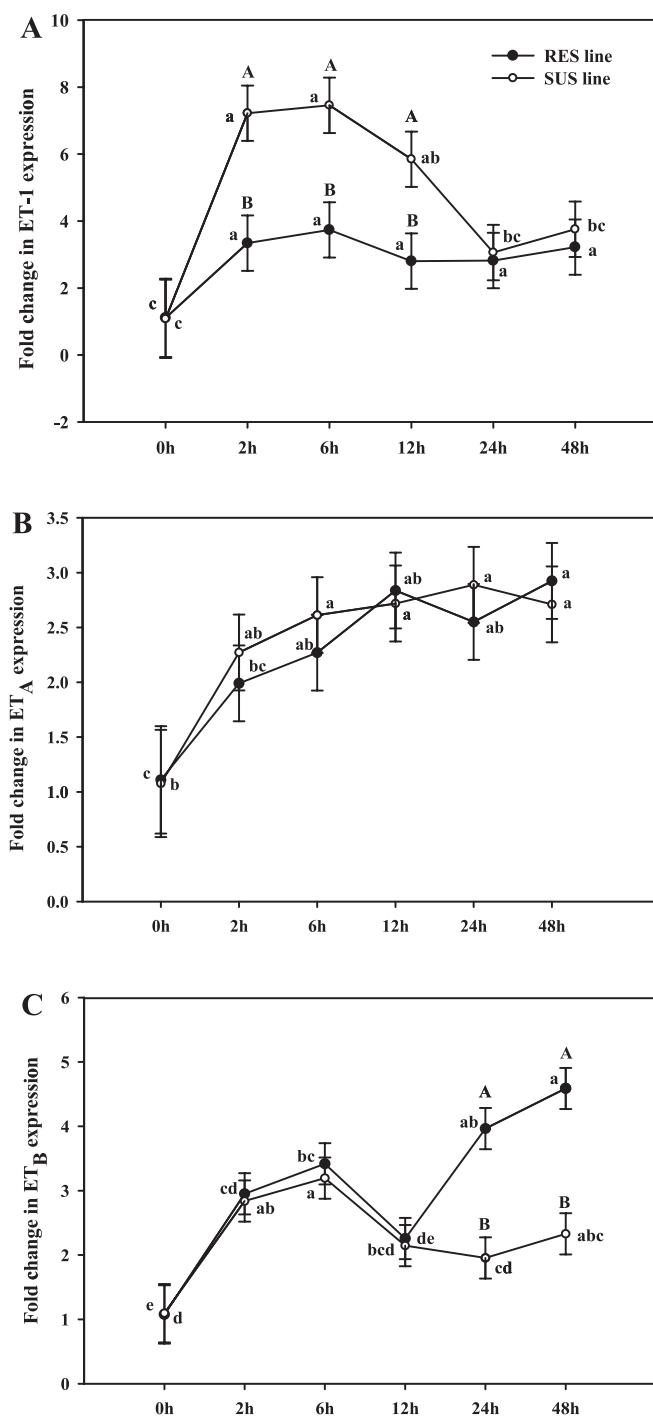 A
10
RES line
SUS line
A
A
8
a
a
A
ab
6
Fold change in ET-1 expression
B
B
B
4
a
a
a
bc
bc
a
a
2
c
c
0
-2
0h 2h 6h 12h 24h 48h
B
3.5
3.0
ab
a
a
a
ab
a
a
2.5
ab
ab
bc
2.0
Fold change in ETA expression
1.5
c
b
1.0
0.5
0.0
0h 2h 6h 12h 24h 48h
C
6
5
A
a
A
ab
4
Fold change in ETB expression
bc
cd
3
a
ab
B
B
de
abc
bcd
cd
2
e
d
1
0
0h 2h 6h 12h 24h 48h